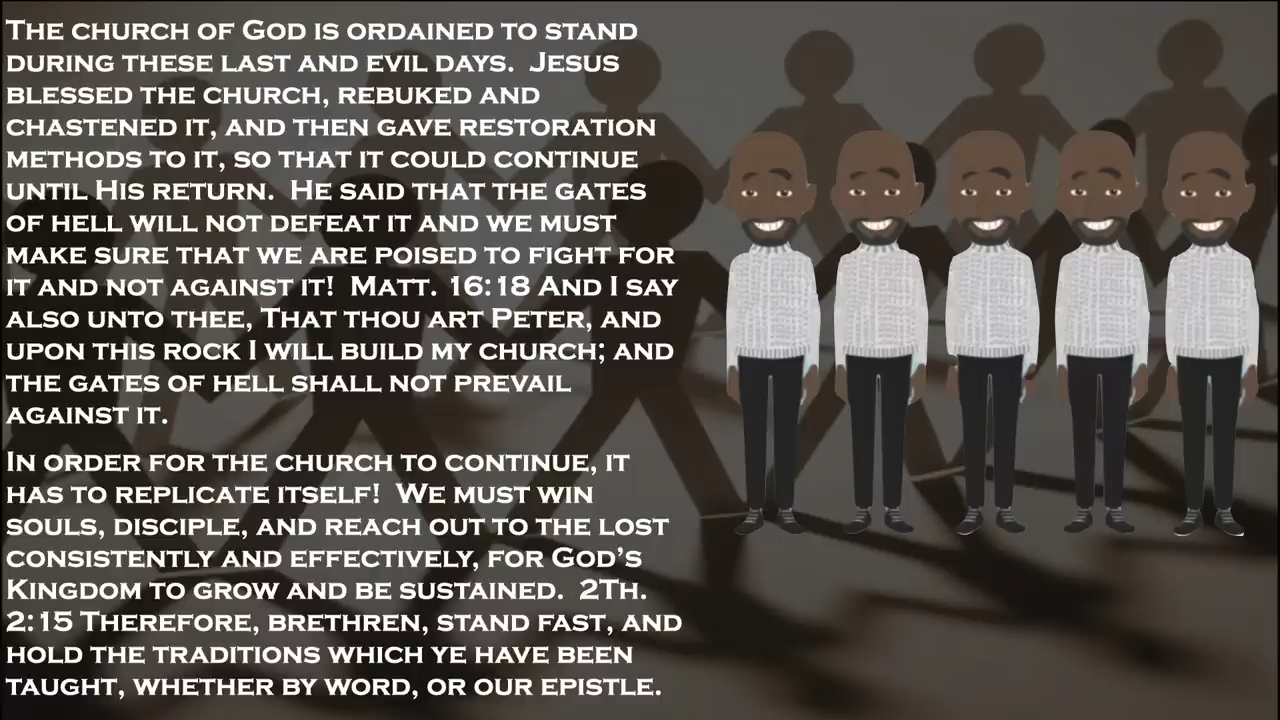 The church of God is ordained to stand
during these last and evil days.  Jesus
blessed the church, rebuked and
chastened it, and then gave restoration
methods to it, so that it could continue
until His return.  He said that the gates
of hell will not defeat it and we must
make sure that we are poised to fight for
it and not against it!  Matt. 16:18 And I say
also unto thee, That thou art Peter, and
upon this rock I will build my church; and
the gates of hell shall not prevail
against it.
In order for the church to continue, it
has to replicate itself!  We must win
souls, disciple, and reach out to the lost
consistently and effectively, for God’s
Kingdom to grow and be sustained.  2Th.
2:15 Therefore, brethren, stand fast, and
hold the traditions which ye have been
taught, whether by word, or our epistle.